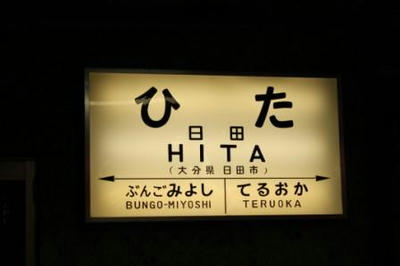 ひた
日田
HITA
(大分県 日田市)
ぶんごみよし てるおか
BUNGO-MIYOSHI TERUOKA